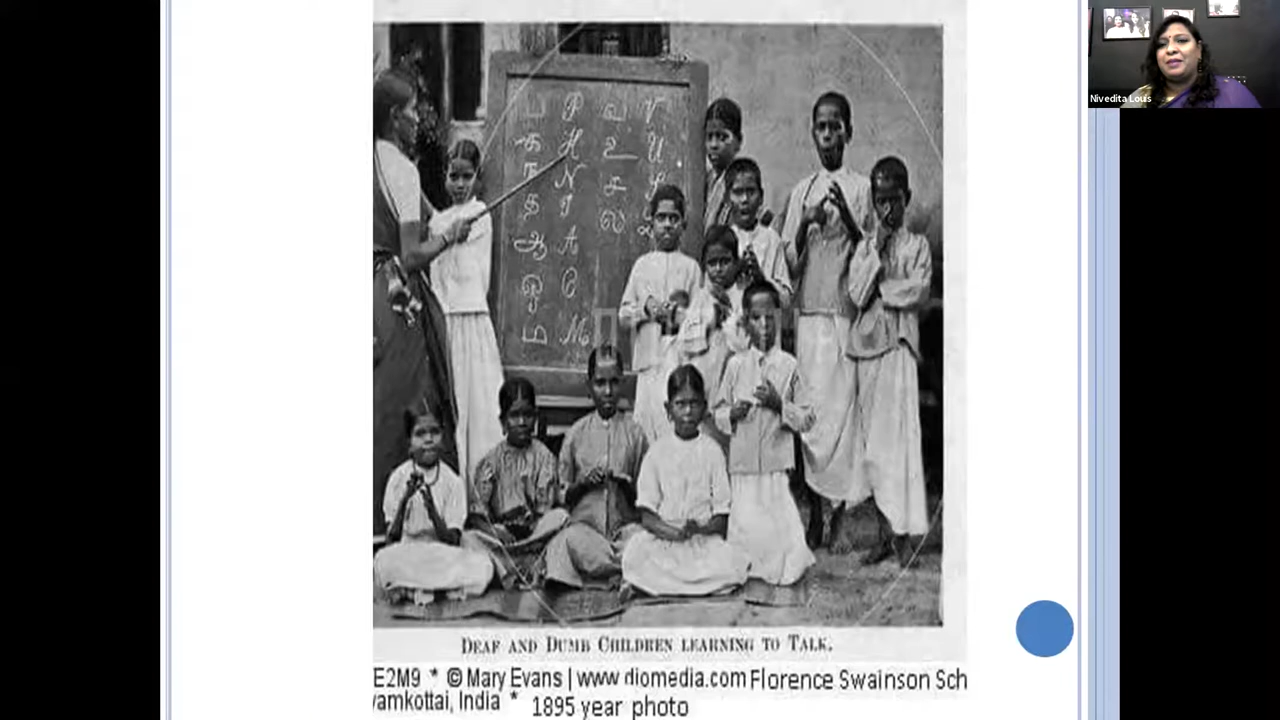 Nivedita Louis
ப P வ V
க H உ U
N ச
த ல
ஆ A
ஓ
ம M
DEAF AND DUMB CHILDREN LEARNING TO TALK.
E2M9 * © Mary Evans | www diomedia.com Florence Swainson Sch
yamkottai, India * 1895 year photo